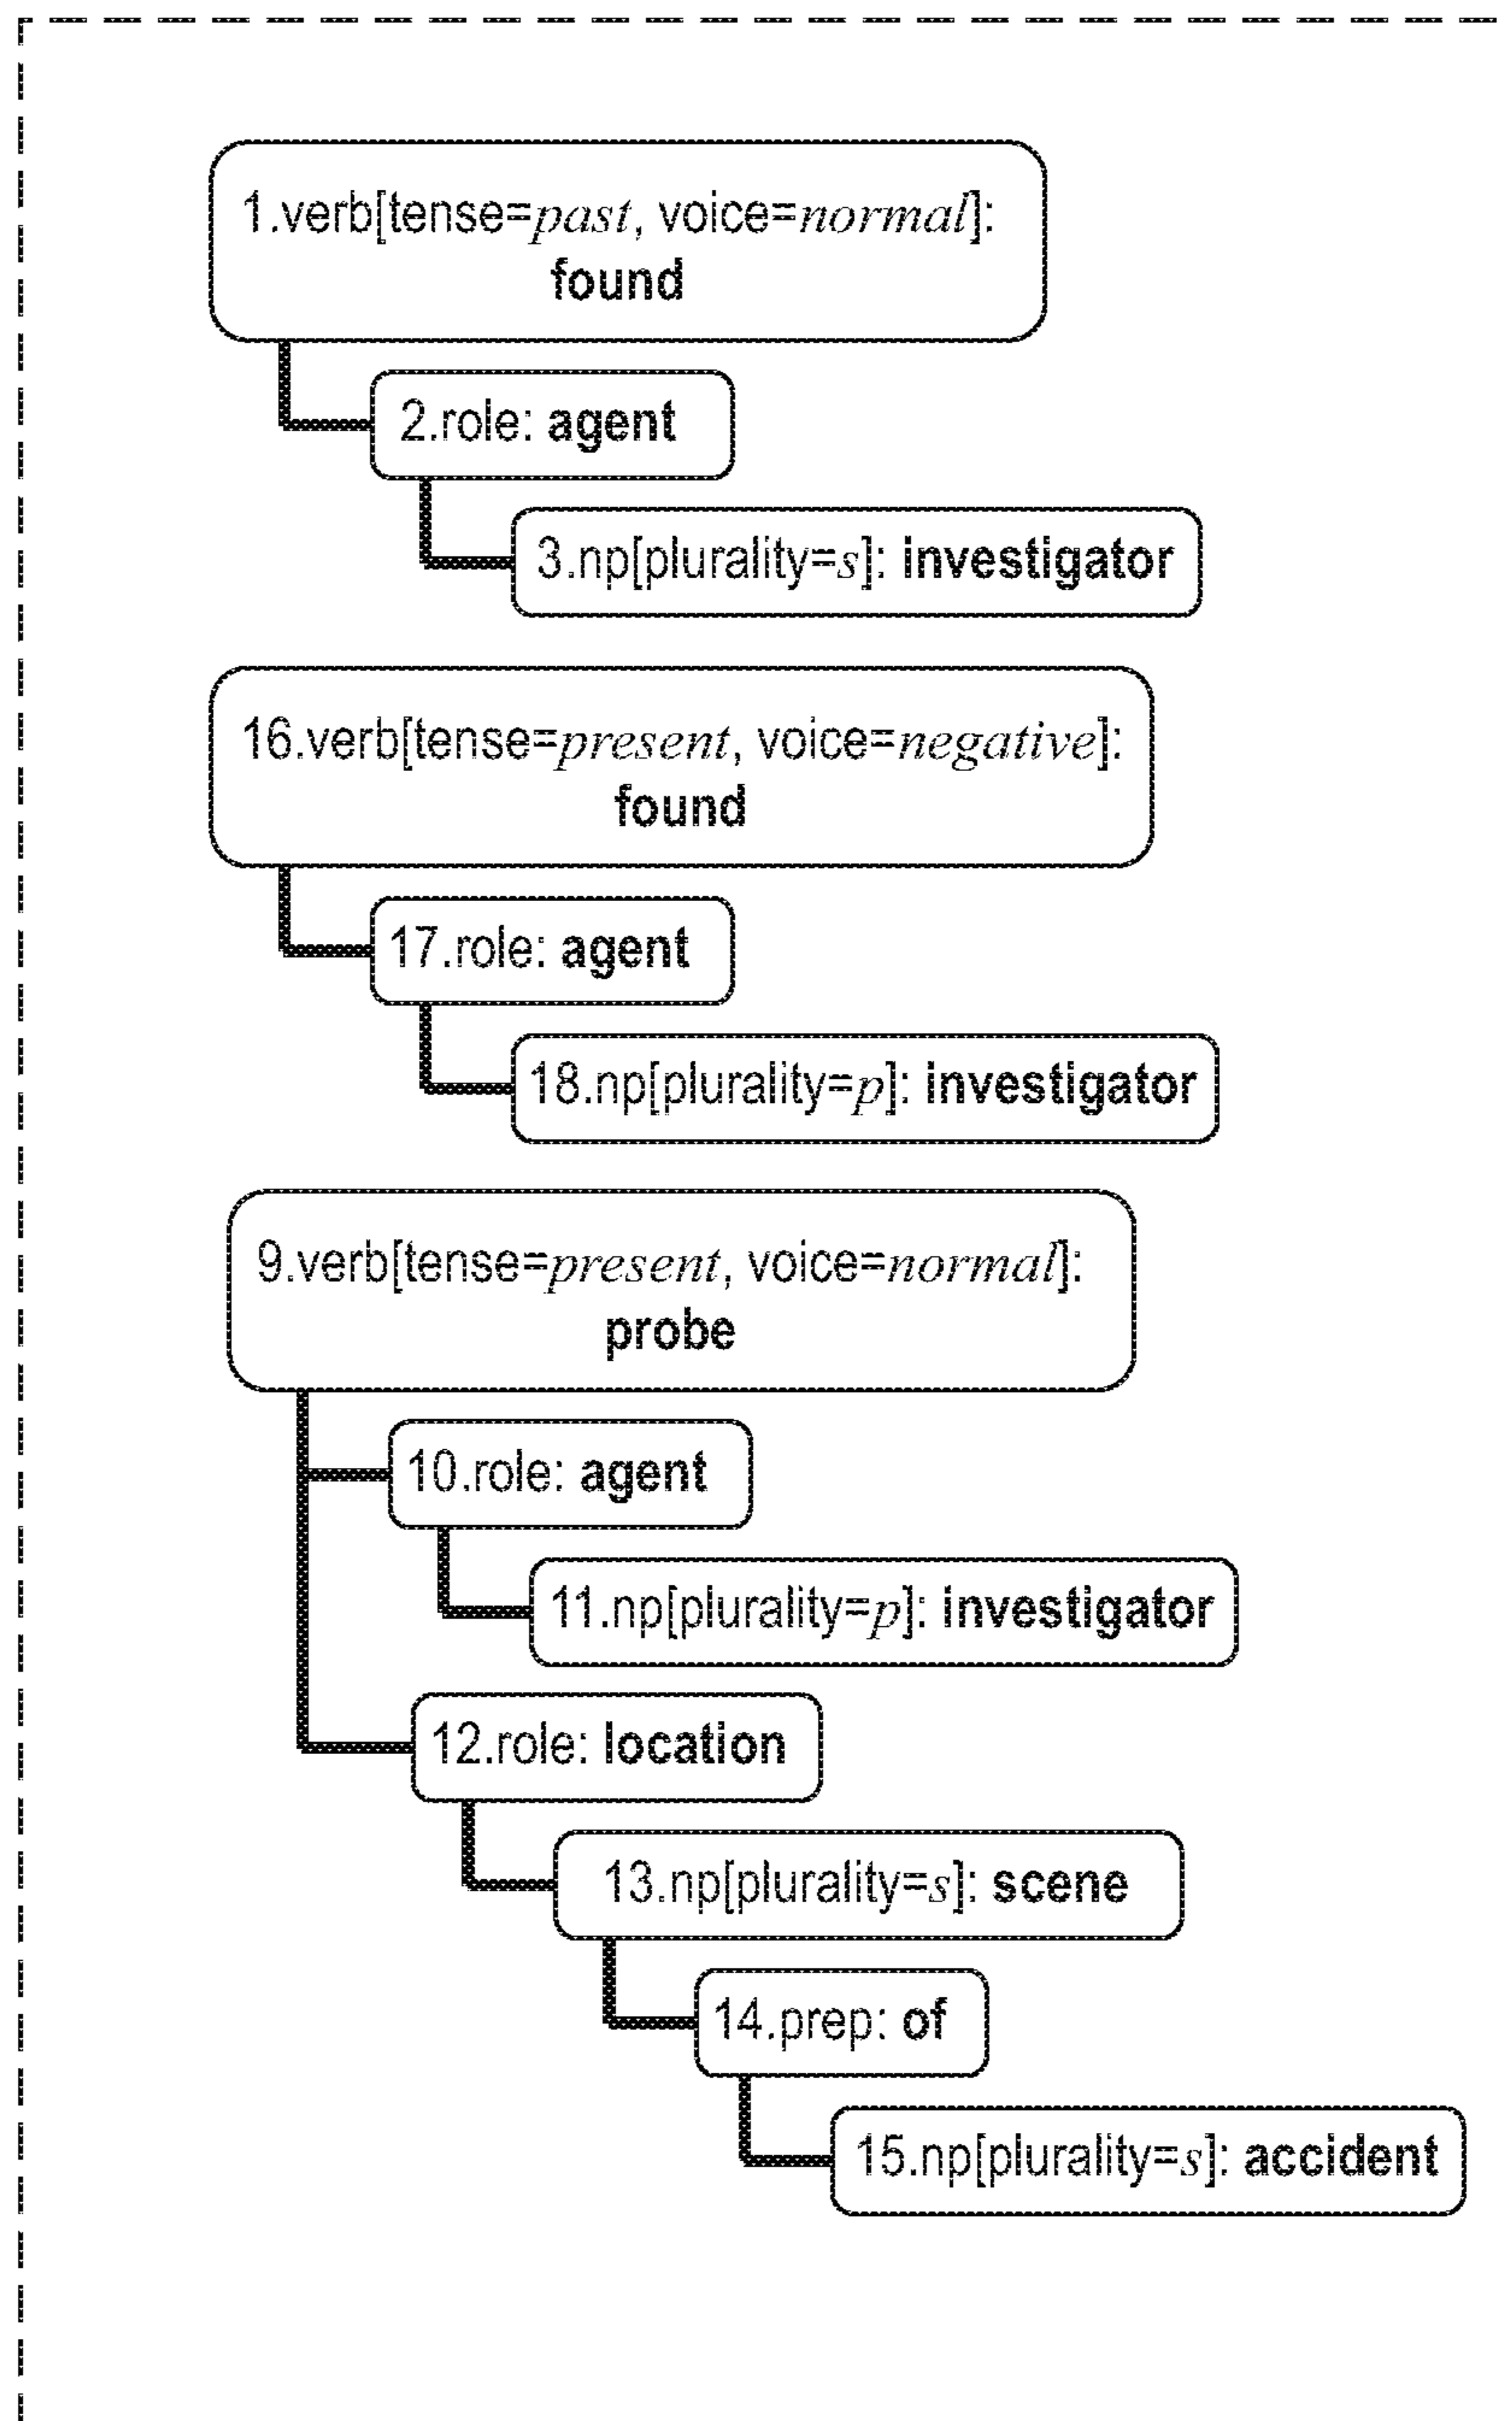 1.verb[tense=past, voice=normal]:
found
2.role: agent
3.np[plurality=s]: investigator
16.verb[tense=present, voice=negative]:
found
17.role: agent
18.np[plurality=p]: investigator
9.verb[tense=present, voice=normal]:
probe
10.role: agent
11.np[plurality=p]: investigator
12.role: location
13.np[plurality=s]: scene
14.prep: of
15.np[plurality=s]: accident